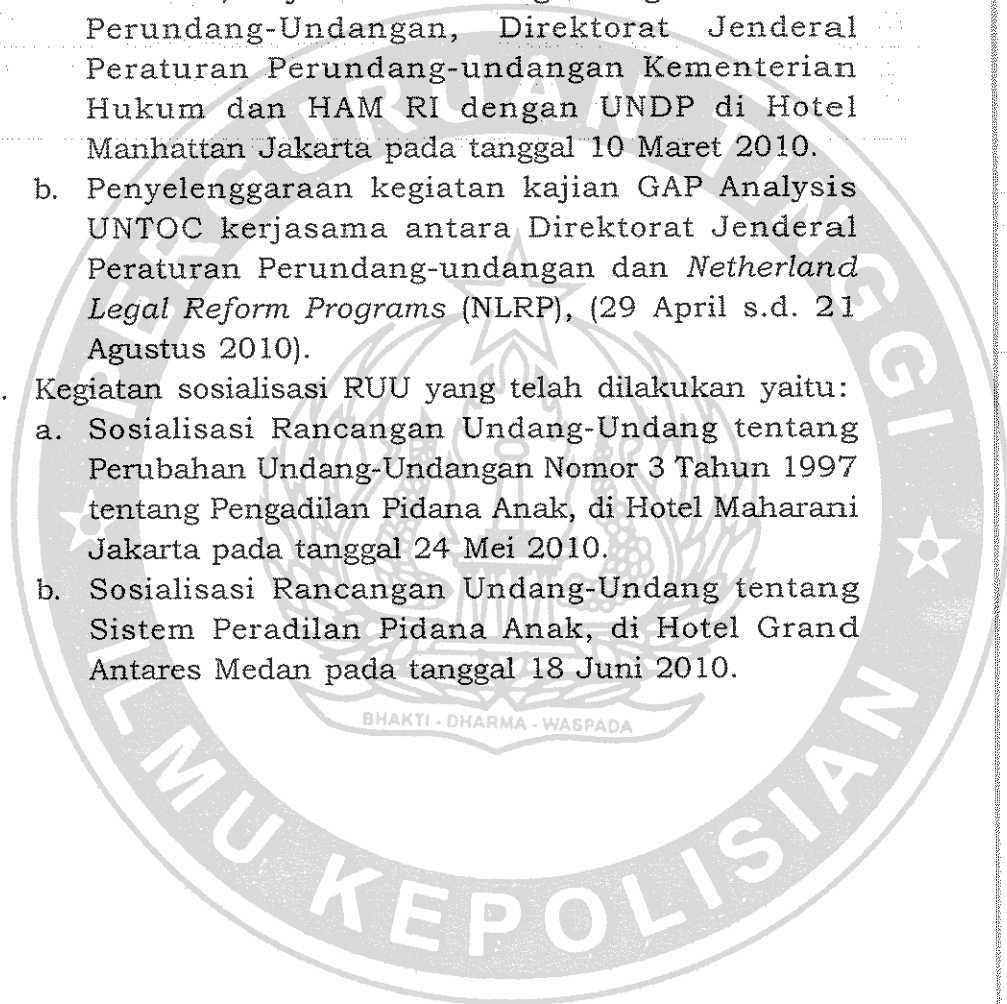 Perundang-Undangan, Direktorat Jenderal
Peraturan Perundang-undangan Kementerian
Hukum dan HAM RI dengan UNDP di Hotel
Manhattan Jakarta pada tanggal 10 Maret 2010.
b. Penyelenggaraan kegiatan kajian GAP Analysis
UNTOC kerjasama antara Direktorat Jenderal
Peraturan Perundang-undangan dan Netherland
Legal Reform Programs (NLRP), (29 April s.d. 21
Agustus 2010).
. Kegiatan sosialisasi RUU yang telah dilakukan yaitu:
a. Sosialisasi Rancangan Undang-Undang tentang
Perubahan Undang-Undangan Nomor 3 Tahun 1997
tentang Pengadilan Pidana Anak, di Hotel Maharani
Jakarta pada tanggal 24 Mei 2010.
b. Sosialisasi Rancangan Undang-Undang tentang
Sistem Peradilan Pidana Anak, di Hotel Grand
Antares Medan pada tanggal 18 Juni 2010.
PERGURUAN TINGGI
BHAKTI - DHARMA - WASPADA
ILMU KEPOLISIAN